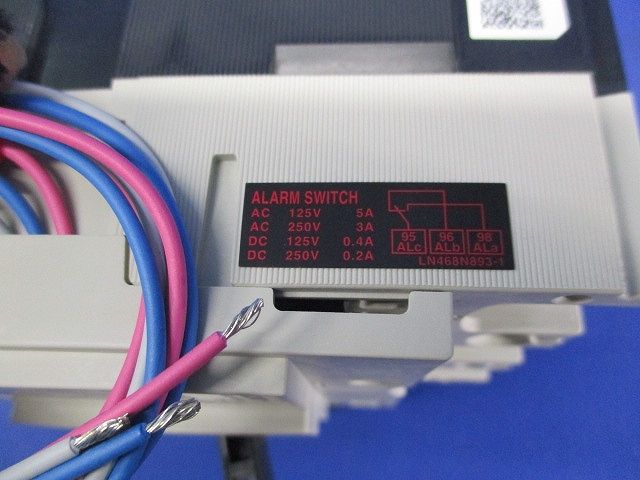 ALARM SWITCH
AC 125V 5A
AC 250V 3A
DC 125V 0.4A
DC 250V 0.2A
95 96 98
ALc ALb ALa
LN468N893-1